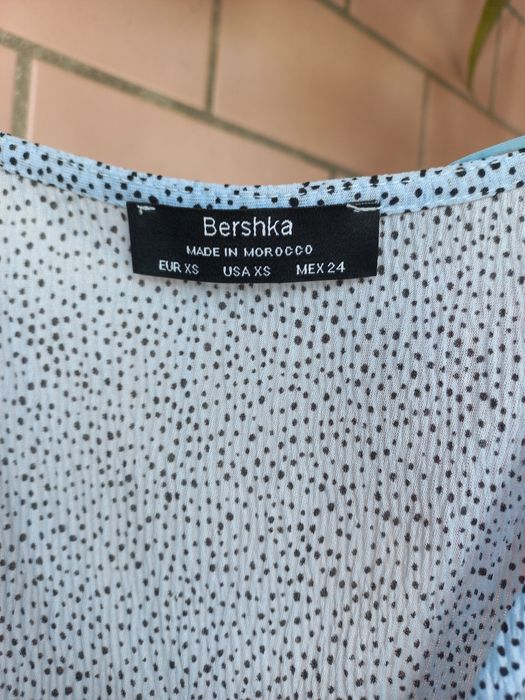 Bershka
MADE IN MOROCCO
EUR XS USA XS MEX 24